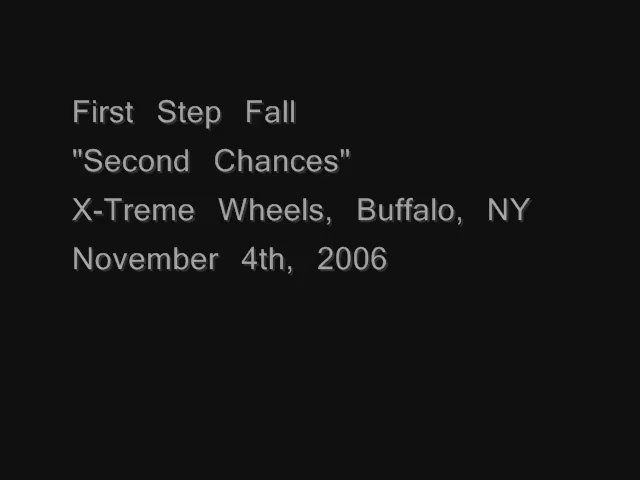 First Step Fall
"Second Chances"
X-Treme Wheels, Buffalo, NY
November 4th, 2006